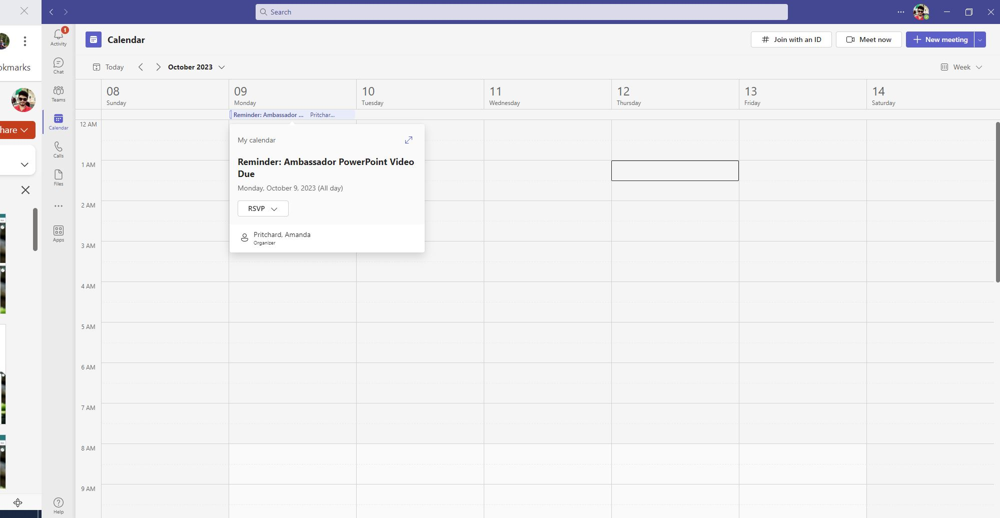 Search
okmarks
hare
1
Activity
Chat
Teams
Calendar
Calls
Files
Apps
Help
Calendar
Join with an ID
Meet now
New meeting
Today
October 2023
Week
08
Sunday
09
Monday
10
Tuesday
11
Wednesday
12
Thursday
13
Friday
14
Saturday
Reminder: Ambassador ... Pritchar...
12 AM
1 AM
2 AM
3 AM
4 AM
5 AM
6 AM
7 AM
8 AM
9 AM
My calendar
Reminder: Ambassador PowerPoint Video
Due
Monday, October 9, 2023 (All day)
RSVP
Pritchard, Amanda
Organizer